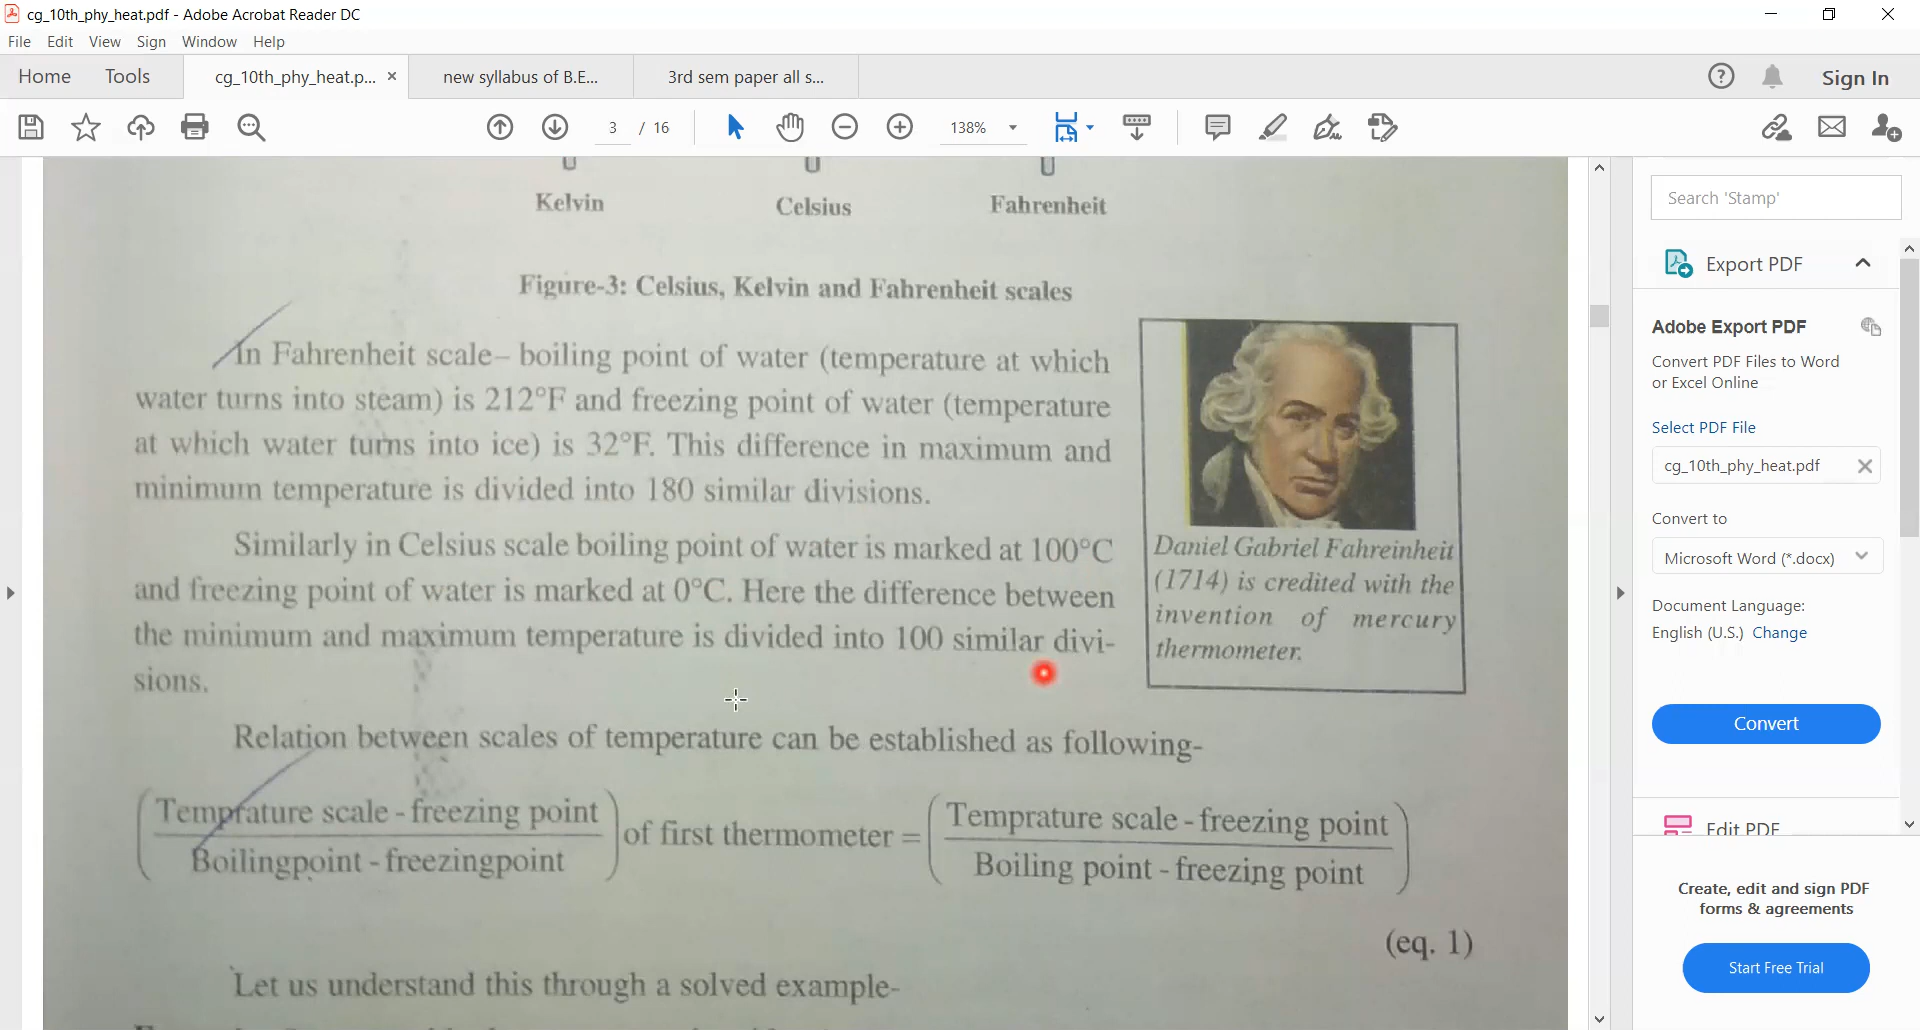 cg_10th_phy_heat.pdf - Adobe Acrobat Reader DC
File Edit View Sign Window Help
Home Tools cg_10th_phy_heat.p... × new syllabus of B.E... 3rd sem paper all s... Sign In
3 / 16 138%
Kelvin Celsius Fahrenheit
Figure-3: Celsius, Kelvin and Fahrenheit scales
In Fahrenheit scale– boiling point of water (temperature at which
water turns into steam) is 212°F and freezing point of water (temperature
at which water turns into ice) is 32°F. This difference in maximum and
minimum temperature is divided into 180 similar divisions.
Similarly in Celsius scale boiling point of water is marked at 100°C
and freezing point of water is marked at 0°C. Here the difference between
the minimum and maximum temperature is divided into 100 similar divi-
sions.
Daniel Gabriel Fahreinheit
(1714) is credited with the
invention of mercury
thermometer.
Relation between scales of temperature can be established as following-
(Temprature scale - freezing point / Boilingpoint - freezingpoint) of first thermometer = (Temprature scale - freezing point / Boiling point - freezing point)
(eq. 1)
Let us understand this through a solved example-
Search 'Stamp'
Export PDF
Adobe Export PDF
Convert PDF Files to Word
or Excel Online
Select PDF File
cg_10th_phy_heat.pdf
Convert to
Microsoft Word (*.docx)
Document Language:
English (U.S.) Change
Convert
Edit PDF
Create, edit and sign PDF
forms & agreements
Start Free Trial